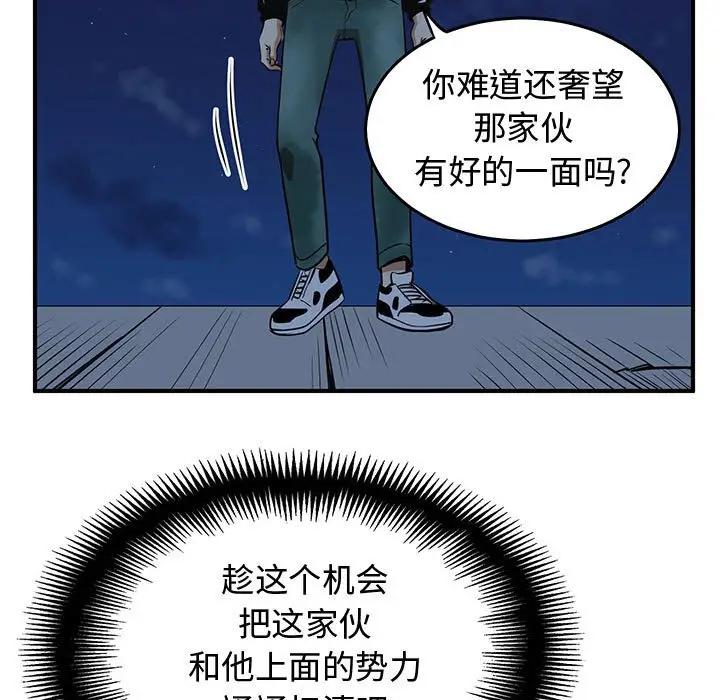 你难道还奢望
那家伙
有好的一面吗?
趁这个机会
把这家伙
和他上面的势力